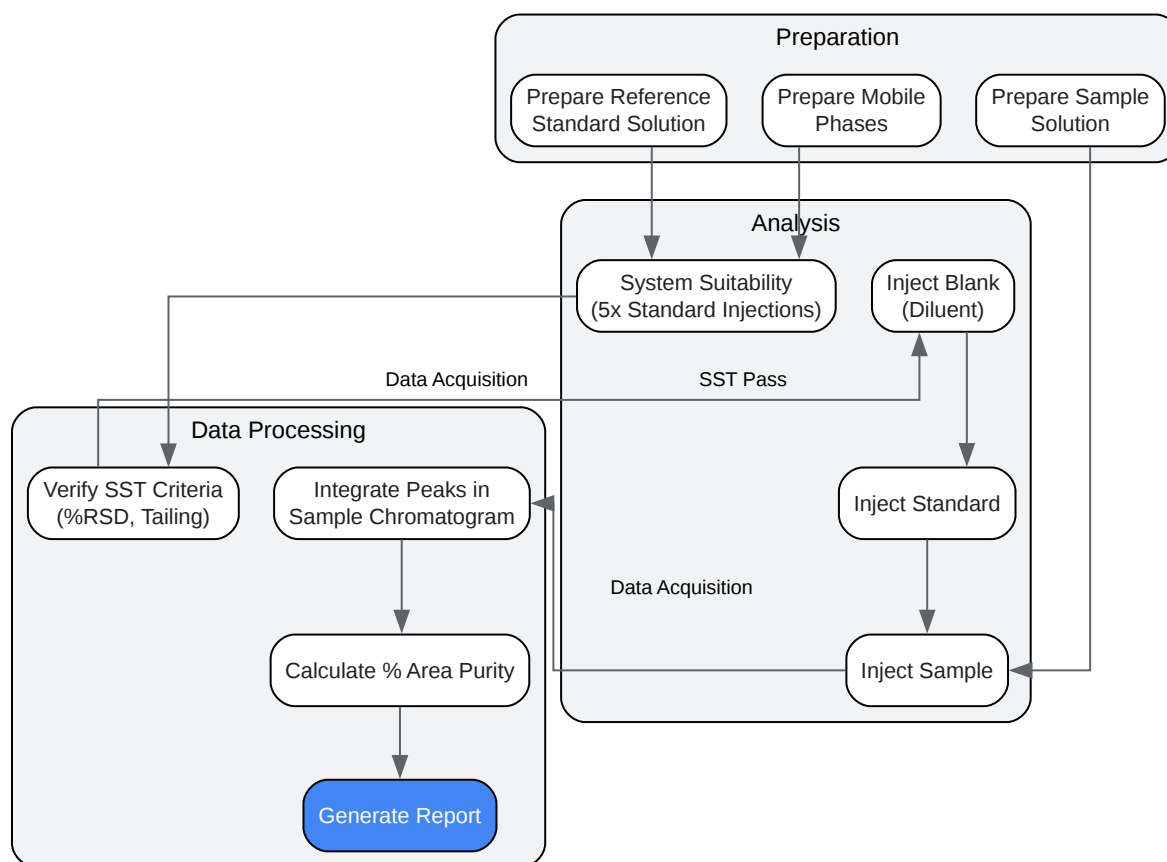 Preparation
Prepare Reference
Standard Solution
Prepare Mobile
Phases
Prepare Sample
Solution
Analysis
System Suitability
(5x Standard Injections)
Inject Blank
(Diluent)
Data Acquisition
SST Pass
Data Processing
Verify SST Criteria
(%RSD, Tailing)
Integrate Peaks in
Sample Chromatogram
Inject Standard
Data Acquisition
Calculate % Area Purity
Inject Sample
Generate Report